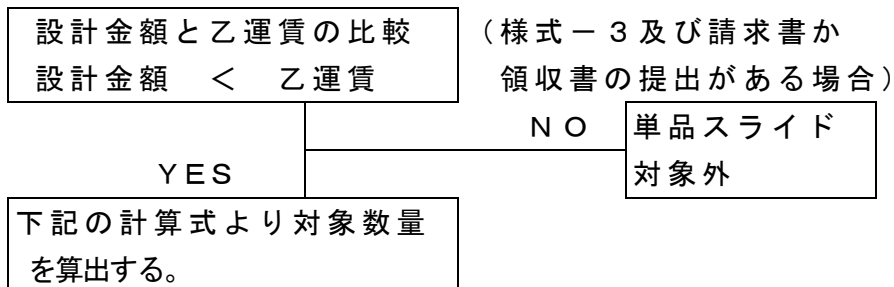 設計金額と乙運賃の比較
（様式－３及び請求書か
設計金額　＜　乙運賃
領収書の提出がある場合）
ＮＯ
単品スライド
対象外
ＹＥＳ
下記の計算式より対象数量
を算出する。